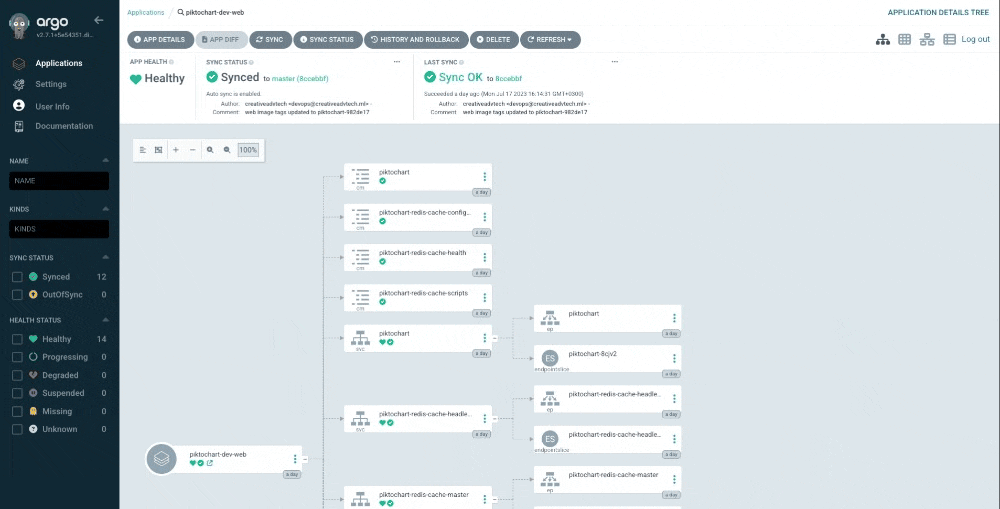 argo
v2.7.1+5e54351.di...
Applications
Settings
User Info
Documentation
NAME
NAME
KINDS
KINDS
SYNC STATUS
Synced 12
OutOfSync 0
HEALTH STATUS
Healthy 14
Progressing 0
Degraded 0
Suspended 0
Missing 0
Unknown 0
Applications / piktochart-dev-web
APPLICATION DETAILS TREE
APP DETAILS
APP DIFF
SYNC
SYNC STATUS
HISTORY AND ROLLBACK
DELETE
REFRESH
Log out
APP HEALTH
Healthy
SYNC STATUS
Synced to master (8ccebbf)
Auto sync is enabled.
Author: creativeadvtech <devops@creativeadvtech.ml> -
Comment: web image tags updated to piktochart-982de17
LAST SYNC
Sync OK to 8ccebbf
Succeeded a day ago (Mon Jul 17 2023 16:14:31 GMT+0300)
Author: creativeadvtech <devops@creativeadvtech.ml> -
Comment: web image tags updated to piktochart-982de17
100%
piktochart
cm
a day
piktochart-redis-cache-config...
cm
a day
piktochart-redis-cache-health
cm
a day
piktochart-redis-cache-scripts
cm
a day
piktochart
svc
a day
piktochart
ep
a day
ES
piktochart-8cjv2
endpointslice
a day
piktochart-redis-cache-headle...
svc
a day
piktochart-redis-cache-headle...
ep
a day
ES
piktochart-redis-cache-headle...
endpointslice
a day
piktochart-dev-web
a day
piktochart-redis-cache-master
a day
piktochart-redis-cache-master
ep
a day